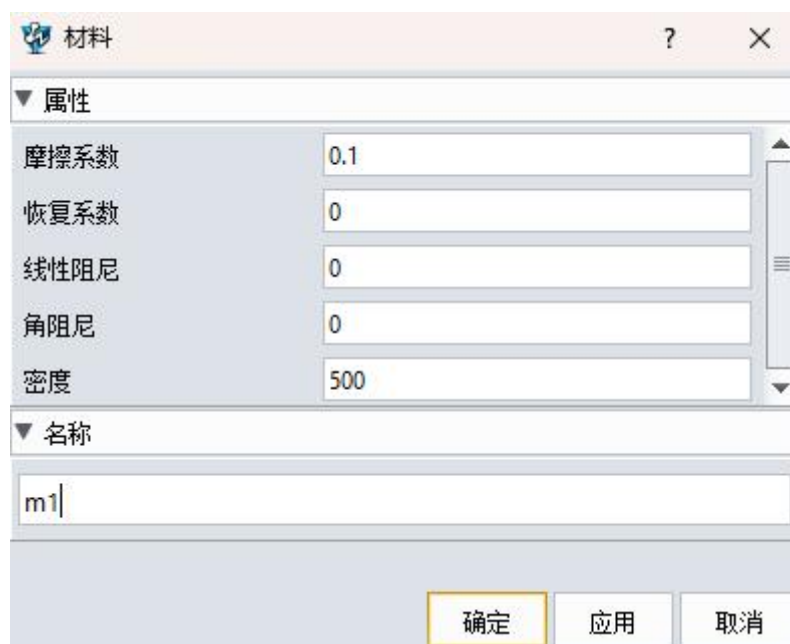 材料 ?
属性
摩擦系数 0.1
恢复系数 0
线性阻尼 0
角阻尼 0
密度 500
名称
m1
确定 应用 取消